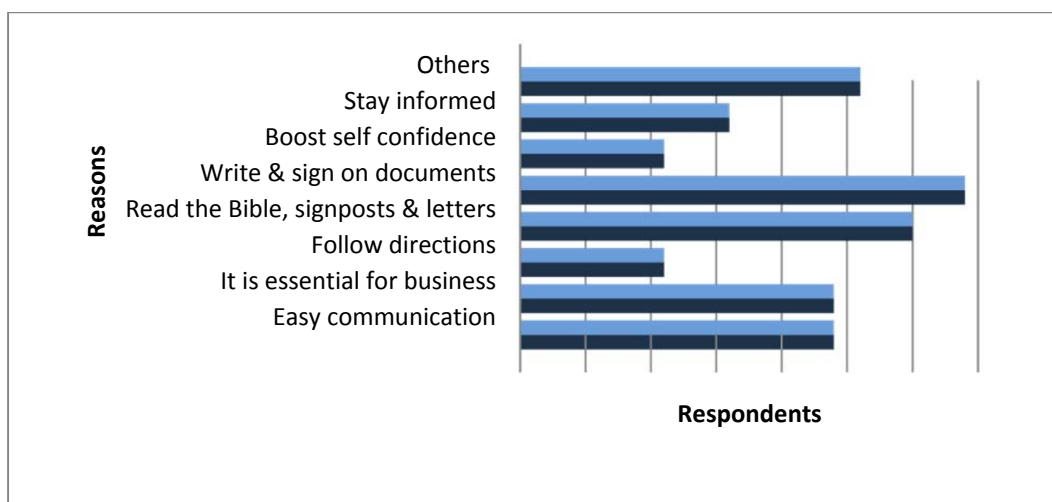 Others
Stay informed
Boost self confidence
Write & sign on documents
Read the Bible, signposts & letters
Follow directions
It is essential for business
Easy communication
Reasons
Respondents